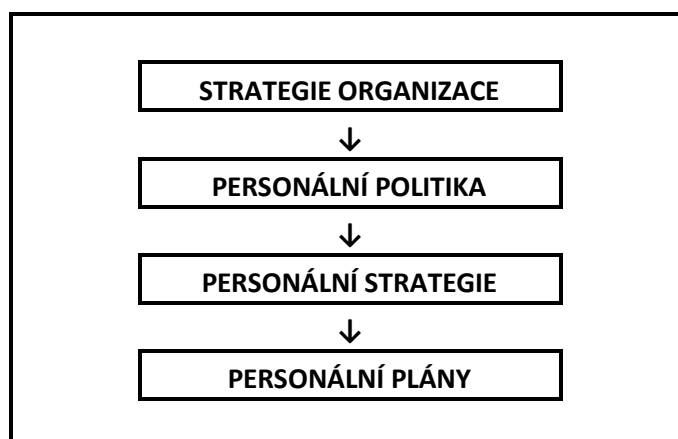 STRATEGIE ORGANIZACE
↓
PERSONÁLNÍ POLITIKA
↓
PERSONÁLNÍ STRATEGIE
↓
PERSONÁLNÍ PLÁNY